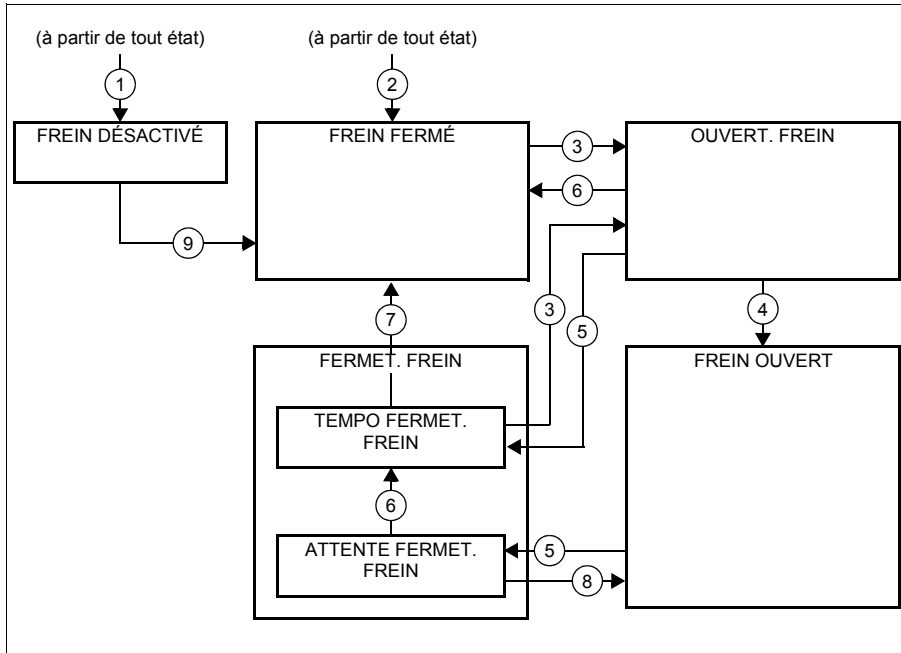 (à partir de tout état)
(à partir de tout état)
1
2
FREIN DÉSACTIVÉ
FREIN FERMÉ
OUVERT. FREIN
3
6
9
7
3
5
4
FERMET. FREIN
FREIN OUVERT
TEMPO FERMET.
FREIN
6
ATTENTE FERMET.
FREIN
5
8